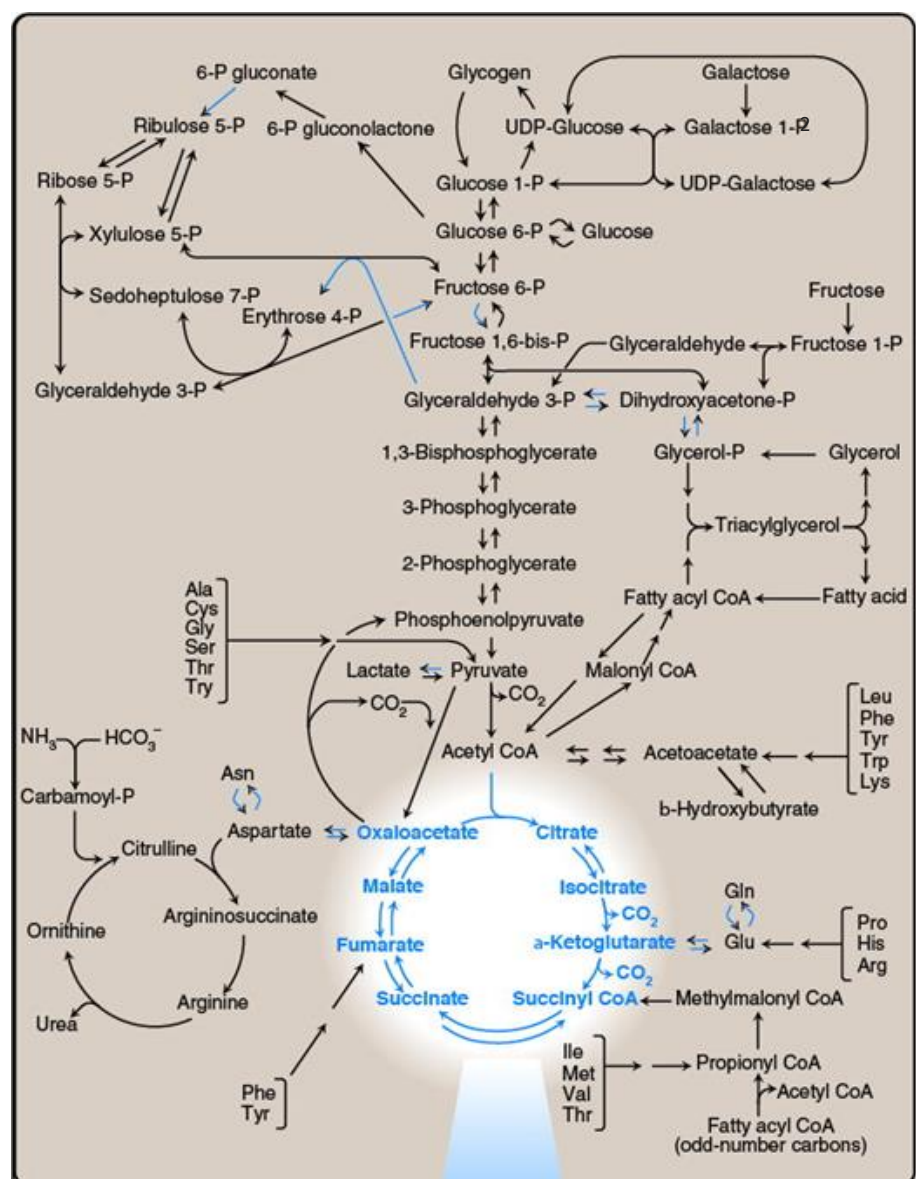 6-P gluconate
Glycogen
Galactose
Ribulose 5-P
6-P gluconolactone
UDP-Glucose
Galactose 1-P2
Ribose 5-P
Glucose 1-P
UDP-Galactose
Xylulose 5-P
Glucose 6-P
Glucose
Sedoheptulose 7-P
Fructose 6-P
Fructose
Erythrose 4-P
Fructose 1,6-bis-P
Glyceraldehyde
Fructose 1-P
Glyceraldehyde 3-P
Glyceraldehyde 3-P
Dihydroxyacetone-P
1,3-Bisphosphoglycerate
Glycerol-P
Glycerol
3-Phosphoglycerate
Triacylglycerol
2-Phosphoglycerate
Ala
Cys
Gly
Ser
Thr
Try
Fatty acyl CoA
Fatty acid
Phosphoenolpyruvate
Lactate
Pyruvate
Malonyl CoA
CO2
CO2
Leu
Phe
Tyr
Trp
Lys
NH3
HCO3−
Acetyl CoA
Acetoacetate
Carbamoyl-P
Asn
b-Hydroxybutyrate
Aspartate
Oxaloacetate
Citrate
Citrulline
Malate
Isocitrate
Gln
CO2
Argininosuccinate
Ornithine
Fumarate
a-Ketoglutarate
Glu
Pro
His
Arg
CO2
Succinate
Succinyl CoA
Methylmalonyl CoA
Arginine
Urea
Ile
Met
Val
Thr
Propionyl CoA
Phe
Tyr
Acetyl CoA
Fatty acyl CoA
(odd-number carbons)